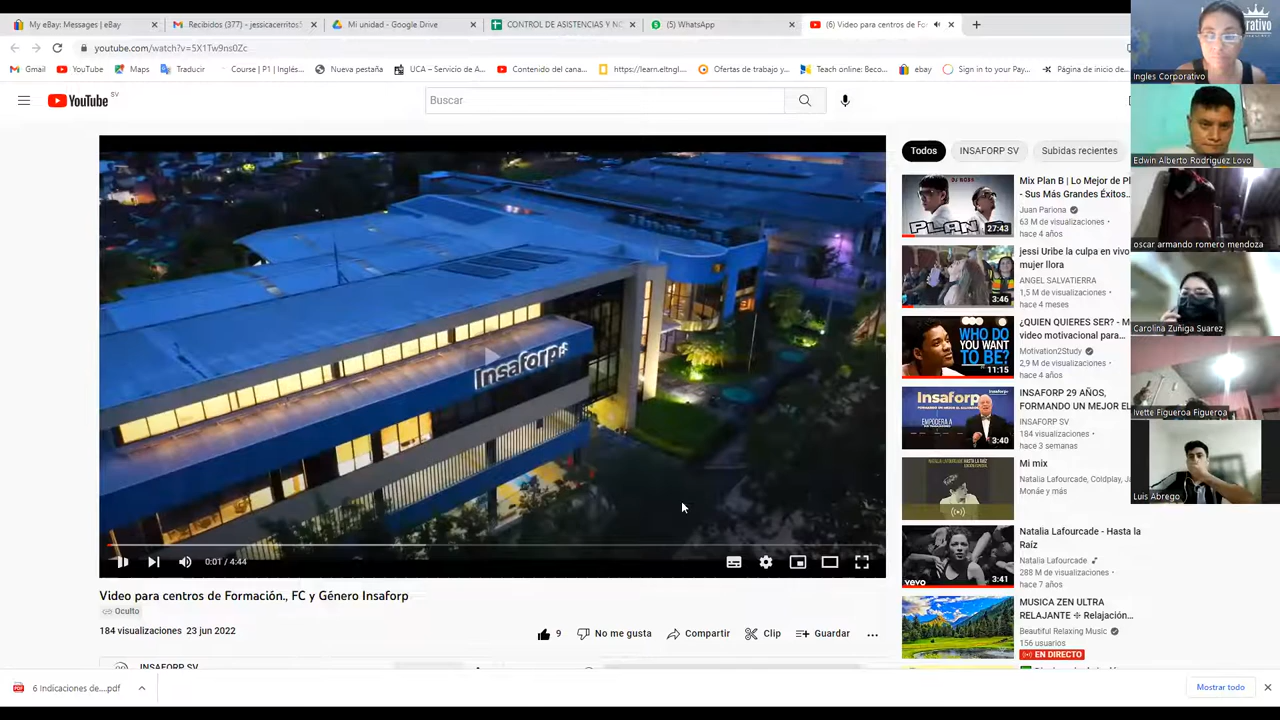 My eBay: Messages | eBay
Recibidos (377) - jessicacerritos
Mi unidad - Google Drive
CONTROL DE ASISTENCIAS Y NO
(5) WhatsApp
(6) Video para centros de For
youtube.com/watch?v=5X1Tw9ns0Zc
Gmail
YouTube
Maps
Traducir
Course | P1 | Inglés...
Nueva pestaña
UCA – Servicio de A...
Contenido del cana...
https://learn.eltngl....
Ofertas de trabajo y...
Teach online: Beco...
ebay
Sign in to your Pay...
Página de inicio de...
YouTube SV
Buscar
Insaforp
0:01 / 4:44
Video para centros de Formación., FC y Género Insaforp
Oculto
184 visualizaciones 23 jun 2022
9
No me gusta
Compartir
Clip
Guardar
INSAFORP SV
Todos
INSAFORP SV
Subidas recientes
PLAN
27:43
Mix Plan B | Lo Mejor de Pl
- Sus Más Grandes Éxitos...
Juan Pariona
63 M de visualizaciones •
hace 4 años
3:46
jessi Uribe la culpa en vivo
mujer llora
ANGEL SALVATIERRA
1,5 M de visualizaciones •
hace 4 meses
WHO DO
YOU WANT
TO BE?
11:15
¿QUIEN QUIERES SER? - M
video motivacional para...
Motivation2Study
2,9 M de visualizaciones •
hace 4 años
Insaforp
EMPODERA A
3:40
INSAFORP 29 AÑOS,
FORMANDO UN MEJOR EL
INSAFORP SV
184 visualizaciones •
hace 3 semanas
Mi mix
Natalia Lafourcade, Coldplay, Ja
Monáe y más
vevo
3:41
Natalia Lafourcade - Hasta la
Raíz
Natalia Lafourcade
288 M de visualizaciones •
hace 7 años
MUSICA ZEN ULTRA
RELAJANTE ✢ Relajación...
Beautiful Relaxing Music
156 usuarios
EN DIRECTO
rativo
Ingles Corporativo
Edwin Alberto Rodriguez Lovo
oscar armando romero mendoza
Carolina Zuñiga Suarez
Ivette Figueroa Figueroa
Luis Abrego
6 Indicaciones de....pdf
Mostrar todo